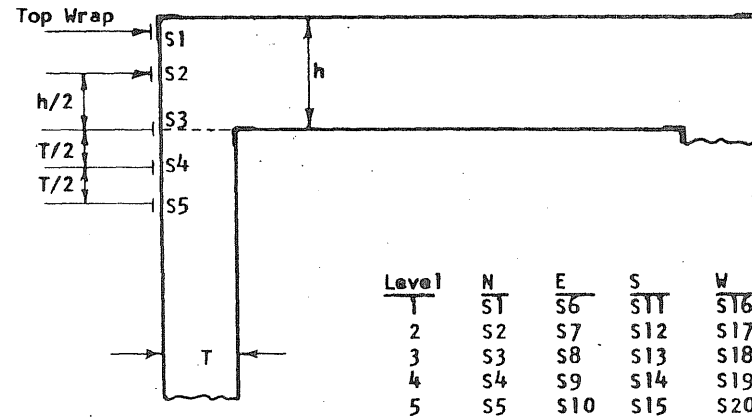 Top Wrap
S1
S2
h
h/2
S3
T/2
S4
T/2
S5
T
Level N E S W
1 S1 S6 S11 S16
2 S2 S7 S12 S17
3 S3 S8 S13 S18
4 S4 S9 S14 S19
5 S5 S10 S15 S20